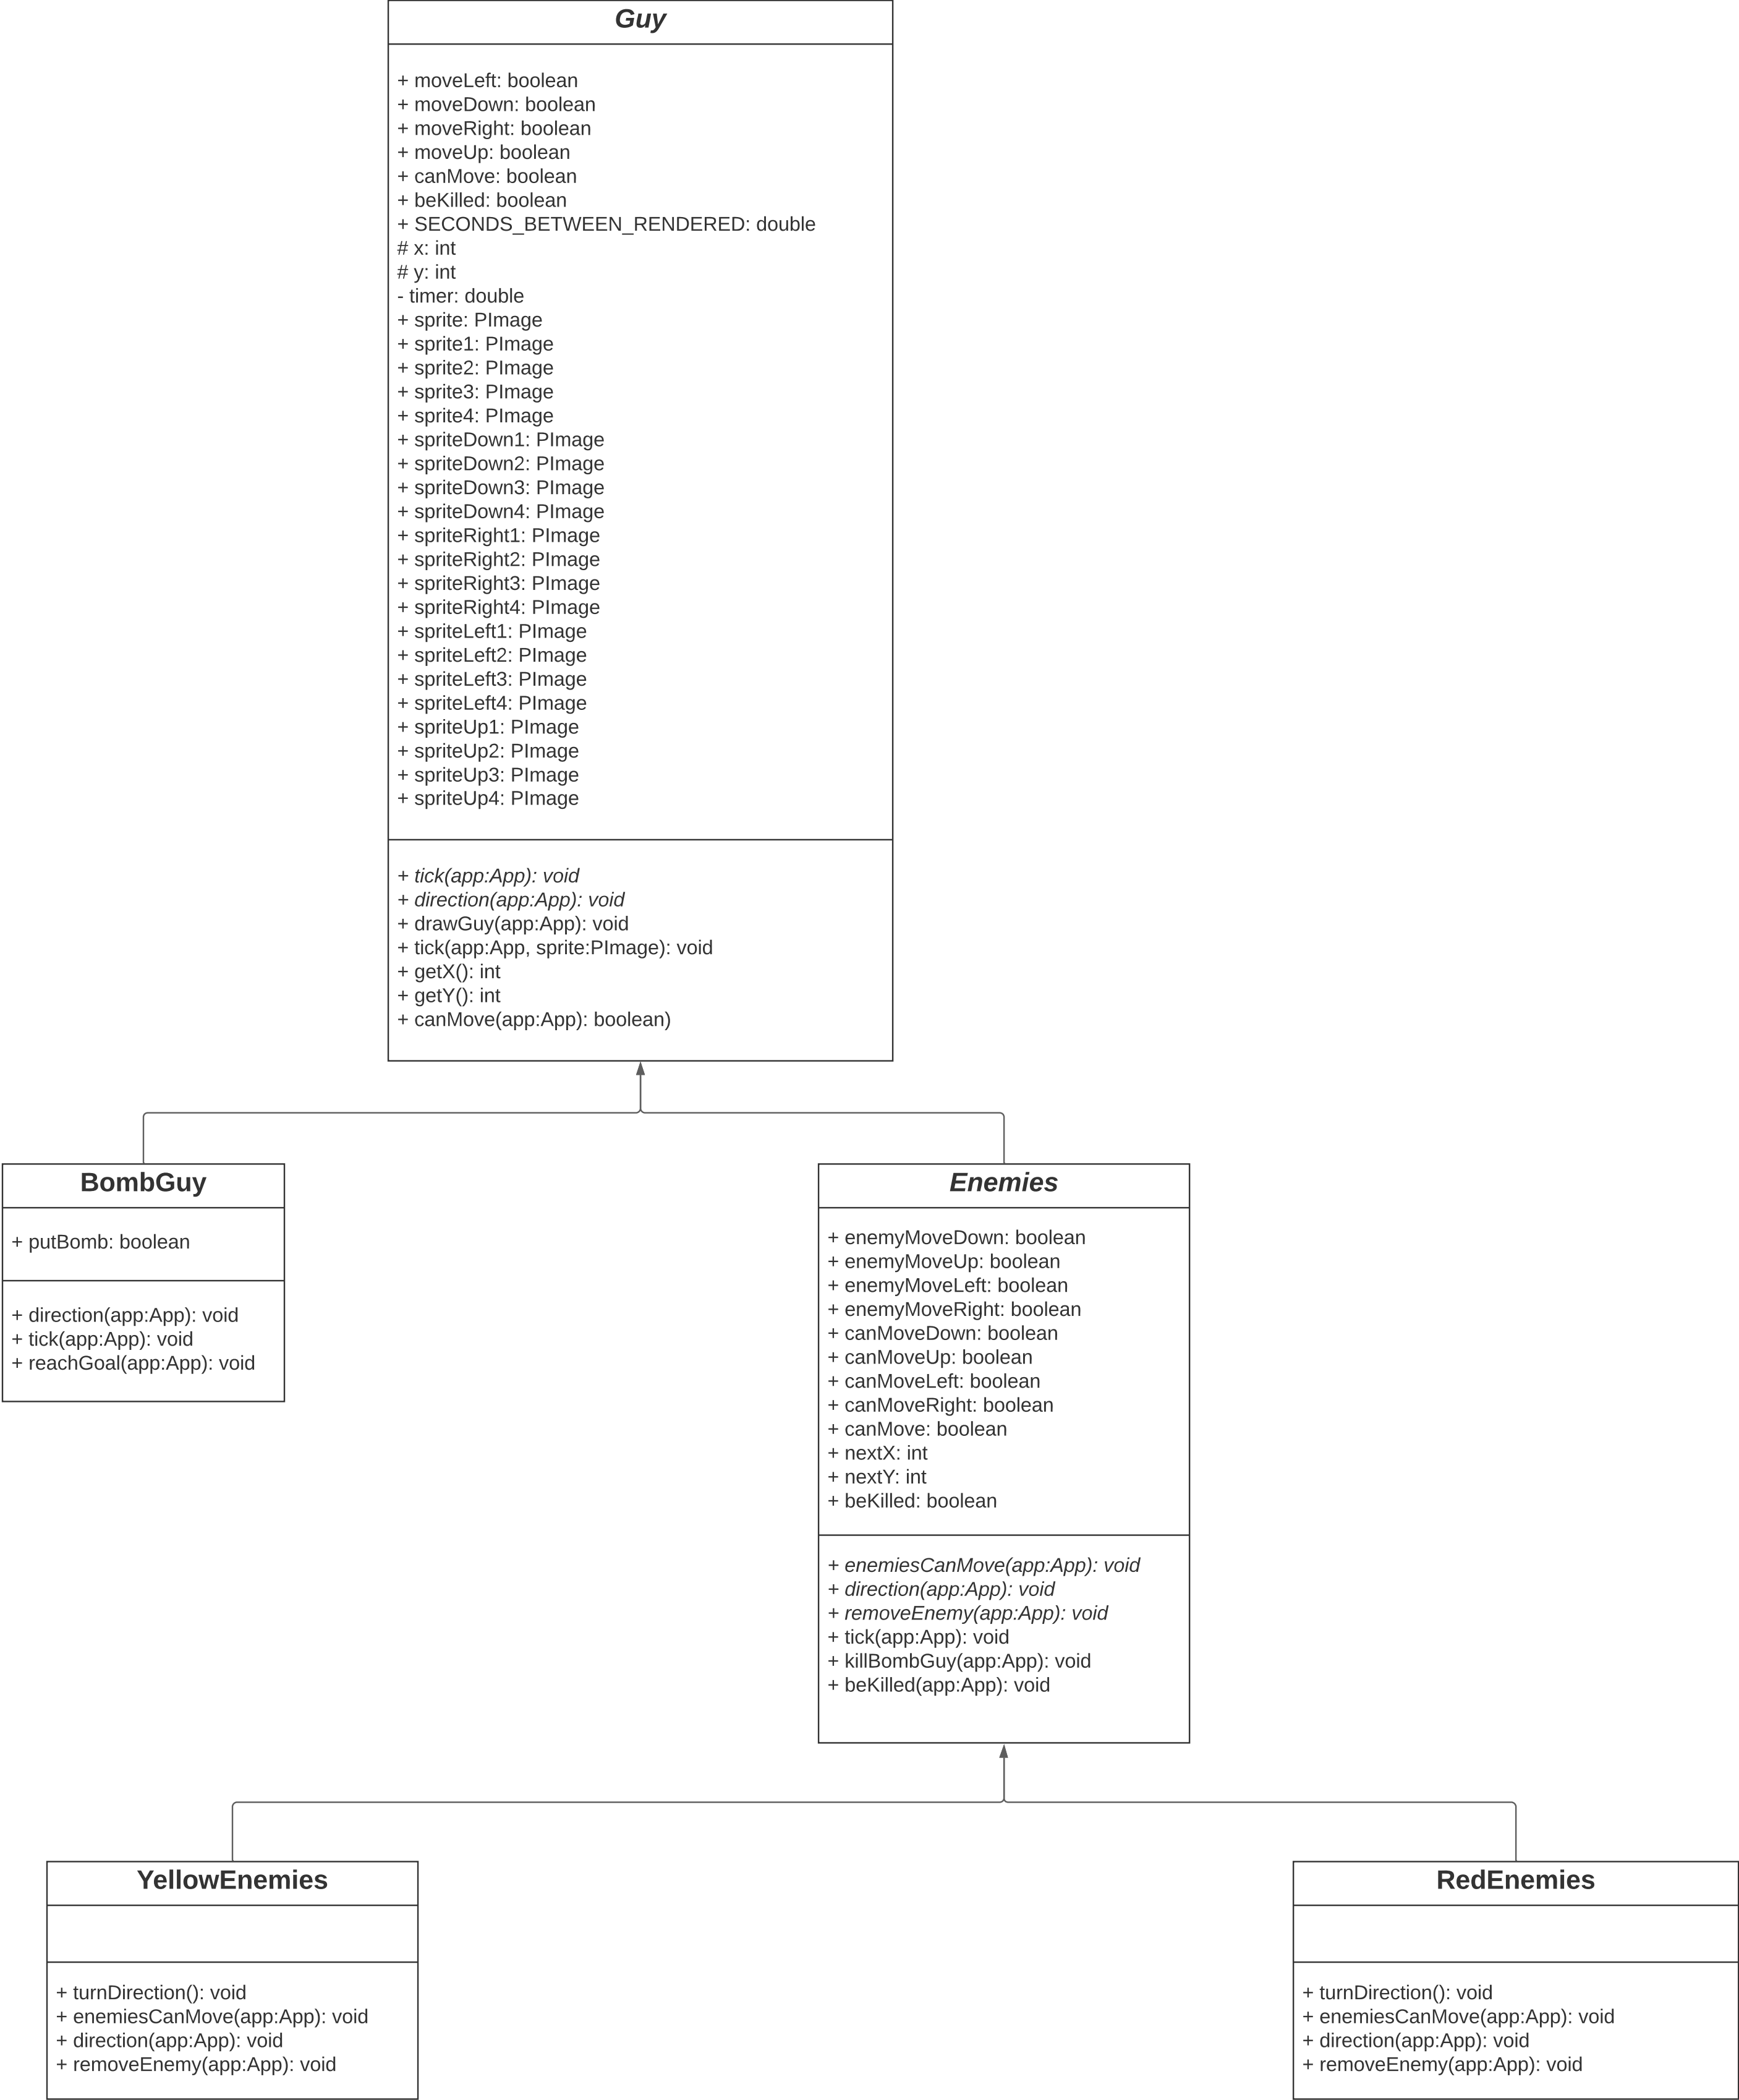 Guy
+ moveLeft: boolean
+ moveDown: boolean
+ moveRight: boolean
+ moveUp: boolean
+ canMove: boolean
+ beKilled: boolean
+ SECONDS_BETWEEN_RENDERED: double
# x: int
# y: int
- timer: double
+ sprite: PImage
+ sprite1: PImage
+ sprite2: PImage
+ sprite3: PImage
+ sprite4: PImage
+ spriteDown1: PImage
+ spriteDown2: PImage
+ spriteDown3: PImage
+ spriteDown4: PImage
+ spriteRight1: PImage
+ spriteRight2: PImage
+ spriteRight3: PImage
+ spriteRight4: PImage
+ spriteLeft1: PImage
+ spriteLeft2: PImage
+ spriteLeft3: PImage
+ spriteLeft4: PImage
+ spriteUp1: PImage
+ spriteUp2: PImage
+ spriteUp3: PImage
+ spriteUp4: PImage
+ tick(app:App): void
+ direction(app:App): void
+ drawGuy(app:App): void
+ tick(app:App, sprite:PImage): void
+ getX(): int
+ getY(): int
+ canMove(app:App): boolean)
BombGuy
+ putBomb: boolean
+ direction(app:App): void
+ tick(app:App): void
+ reachGoal(app:App): void
Enemies
+ enemyMoveDown: boolean
+ enemyMoveUp: boolean
+ enemyMoveLeft: boolean
+ enemyMoveRight: boolean
+ canMoveDown: boolean
+ canMoveUp: boolean
+ canMoveLeft: boolean
+ canMoveRight: boolean
+ canMove: boolean
+ nextX: int
+ nextY: int
+ beKilled: boolean
+ enemiesCanMove(app:App): void
+ direction(app:App): void
+ removeEnemy(app:App): void
+ tick(app:App): void
+ killBombGuy(app:App): void
+ beKilled(app:App): void
YellowEnemies
+ turnDirection(): void
+ enemiesCanMove(app:App): void
+ direction(app:App): void
+ removeEnemy(app:App): void
RedEnemies
+ turnDirection(): void
+ enemiesCanMove(app:App): void
+ direction(app:App): void
+ removeEnemy(app:App): void